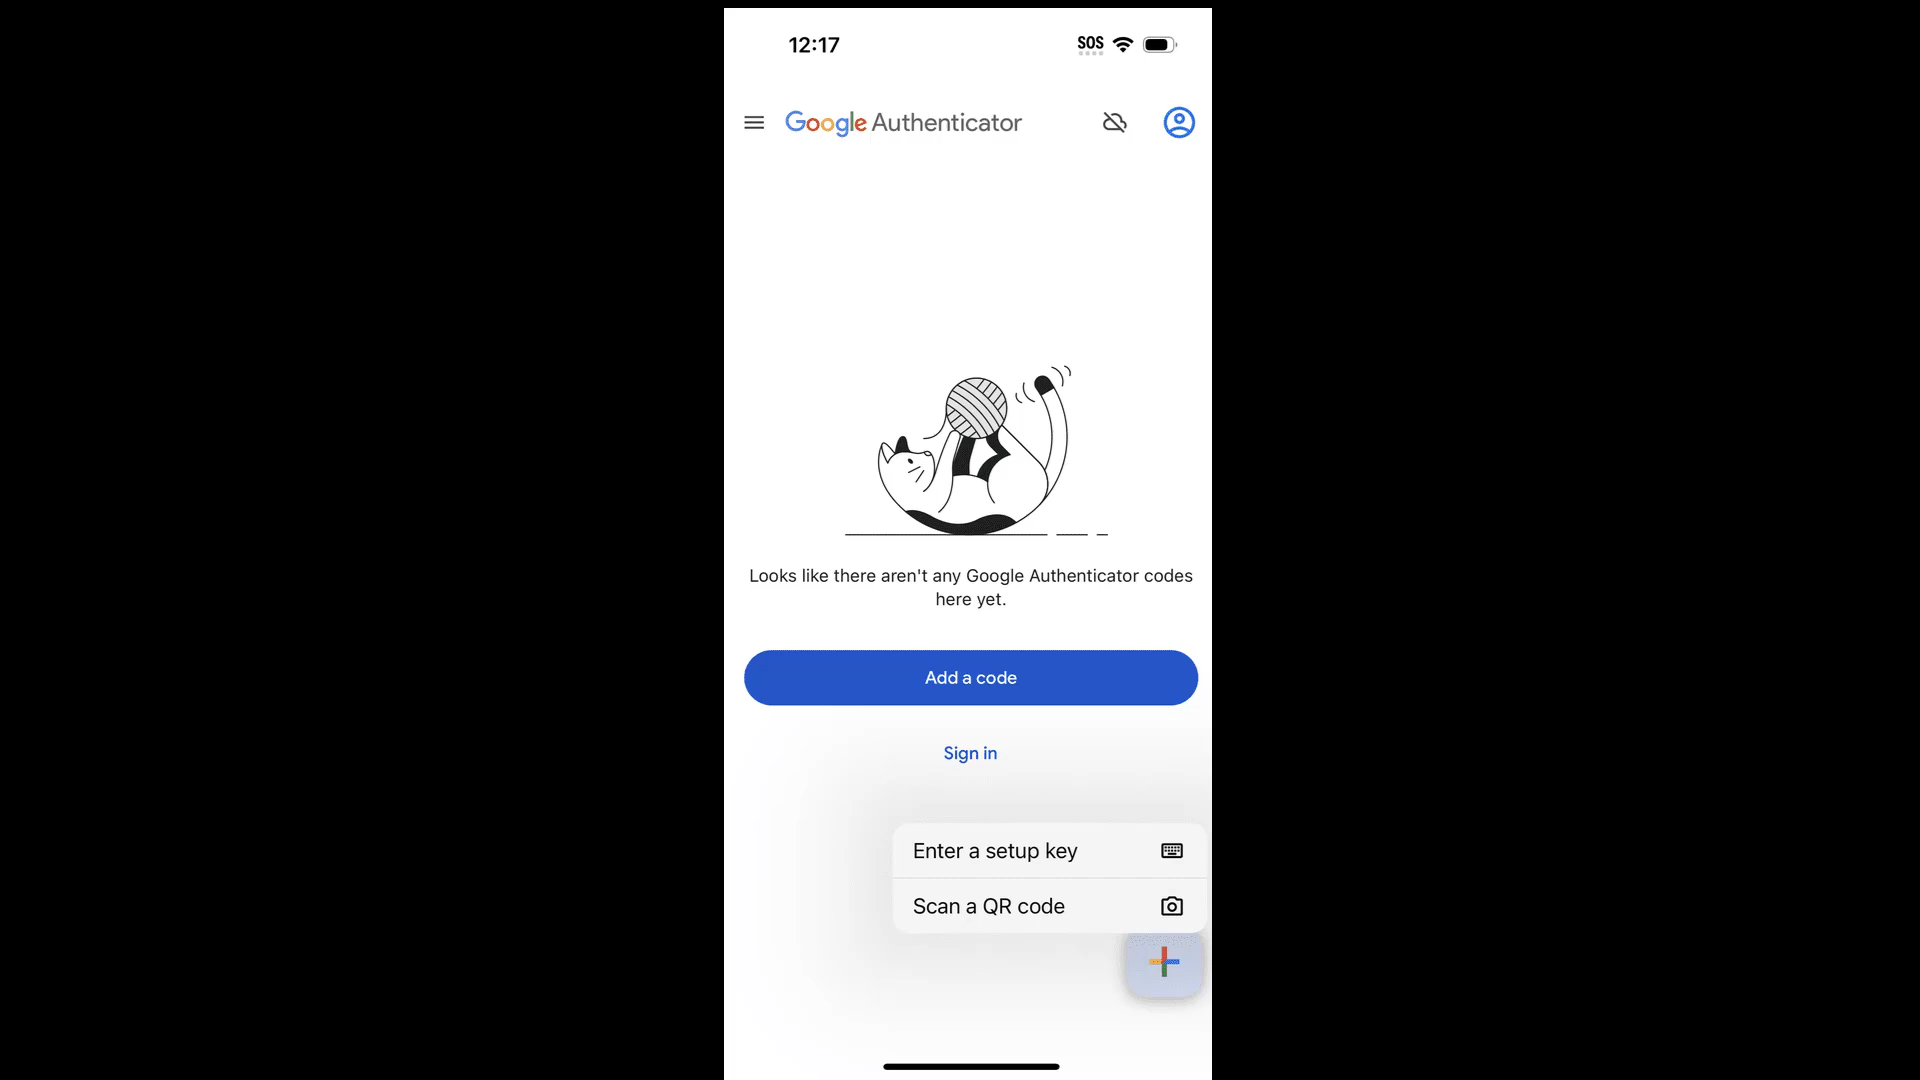 12:17
SOS
Google Authenticator
Looks like there aren't any Google Authenticator codes
here yet.
Add a code
Sign in
Enter a setup key
Scan a QR code